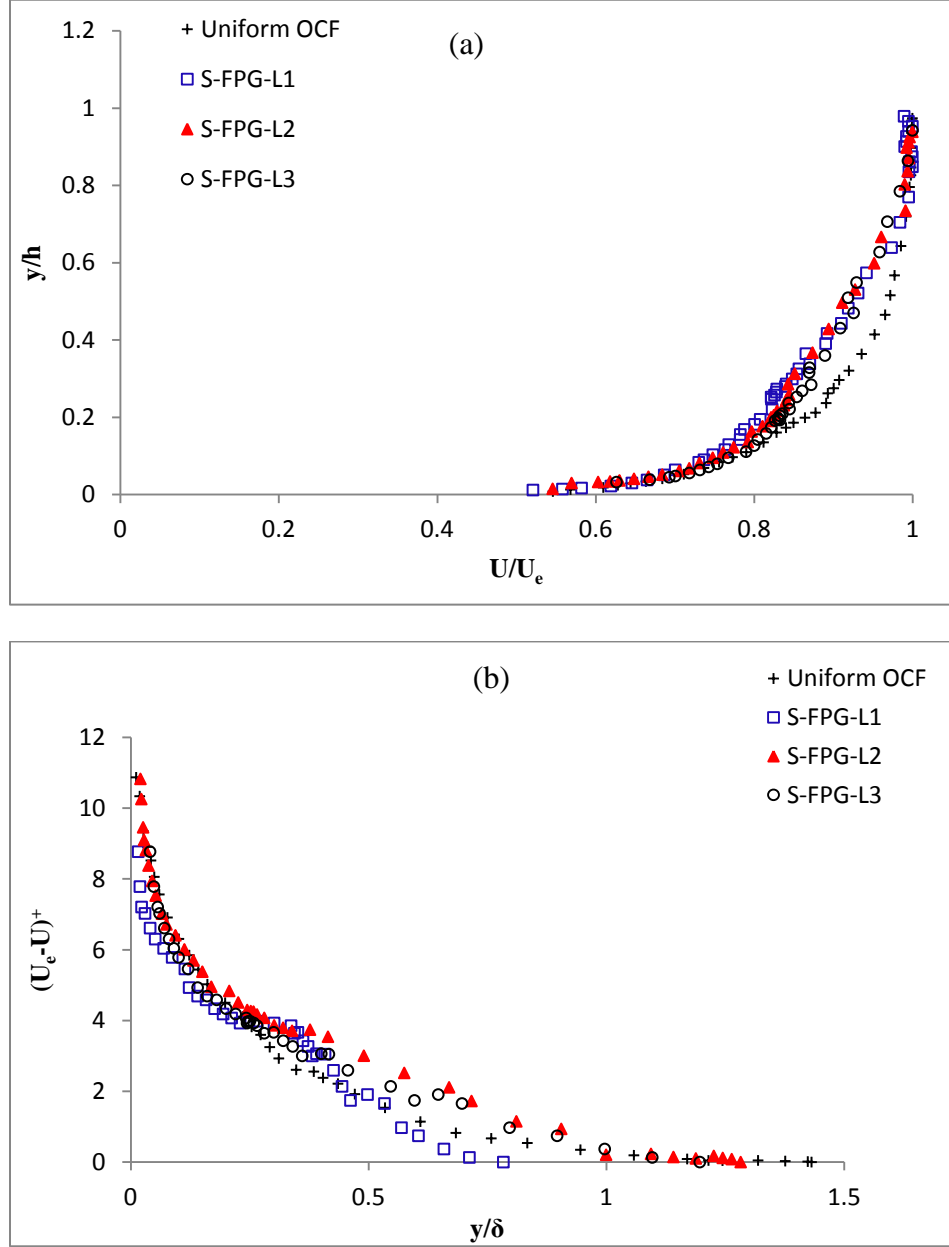 1.2
1
0.8
0.6
0.4
0.2
0
y/h
(a)
Uniform OCF
S-FPG-L1
S-FPG-L2
S-FPG-L3
0 0.2 0.4 0.6 0.8 1
U/Uₑ
(b)
Uniform OCF
S-FPG-L1
S-FPG-L2
S-FPG-L3
12
10
8
6
4
2
0
(Uₑ-U)⁺
0 0.5 1 1.5
y/δ